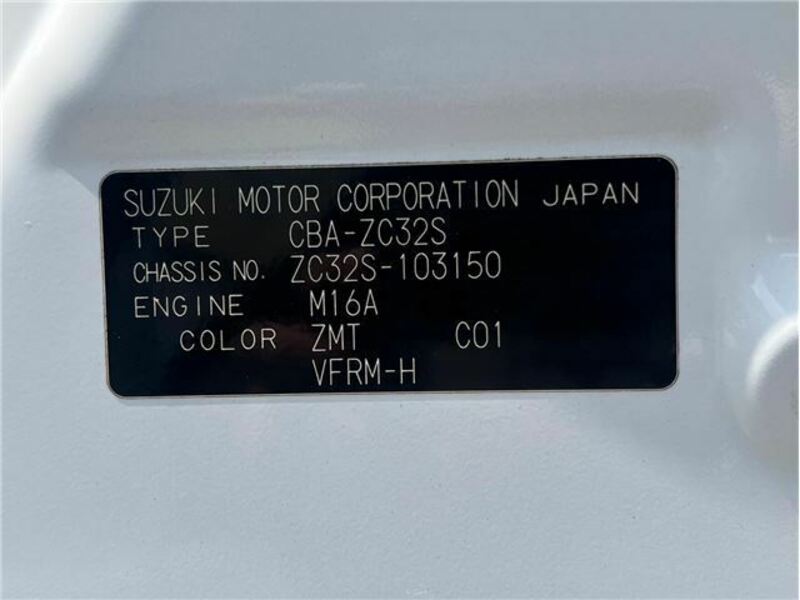 SUZUKI MOTOR CORPORATION JAPAN
TYPE CBA-ZC32S
CHASSIS NO. ZC32S-103150
ENGINE M16A
COLOR ZMT C01
VFRM-H